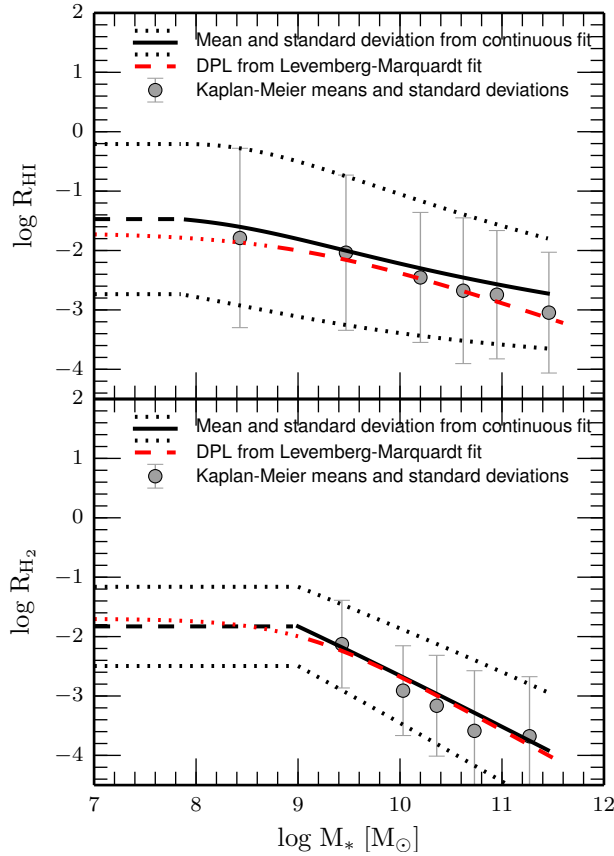 2
Mean and standard deviation from continuous fit
DPL from Levemberg-Marquardt fit
1
Kaplan-Meier means and standard deviations
0
−1
−2
−3
−4
log R_HI
2
Mean and standard deviation from continuous fit
DPL from Levemberg-Marquardt fit
1
Kaplan-Meier means and standard deviations
0
−1
−2
−3
−4
log R_H₂
7 8 9 10 11 12
log M_* [M_⊙]